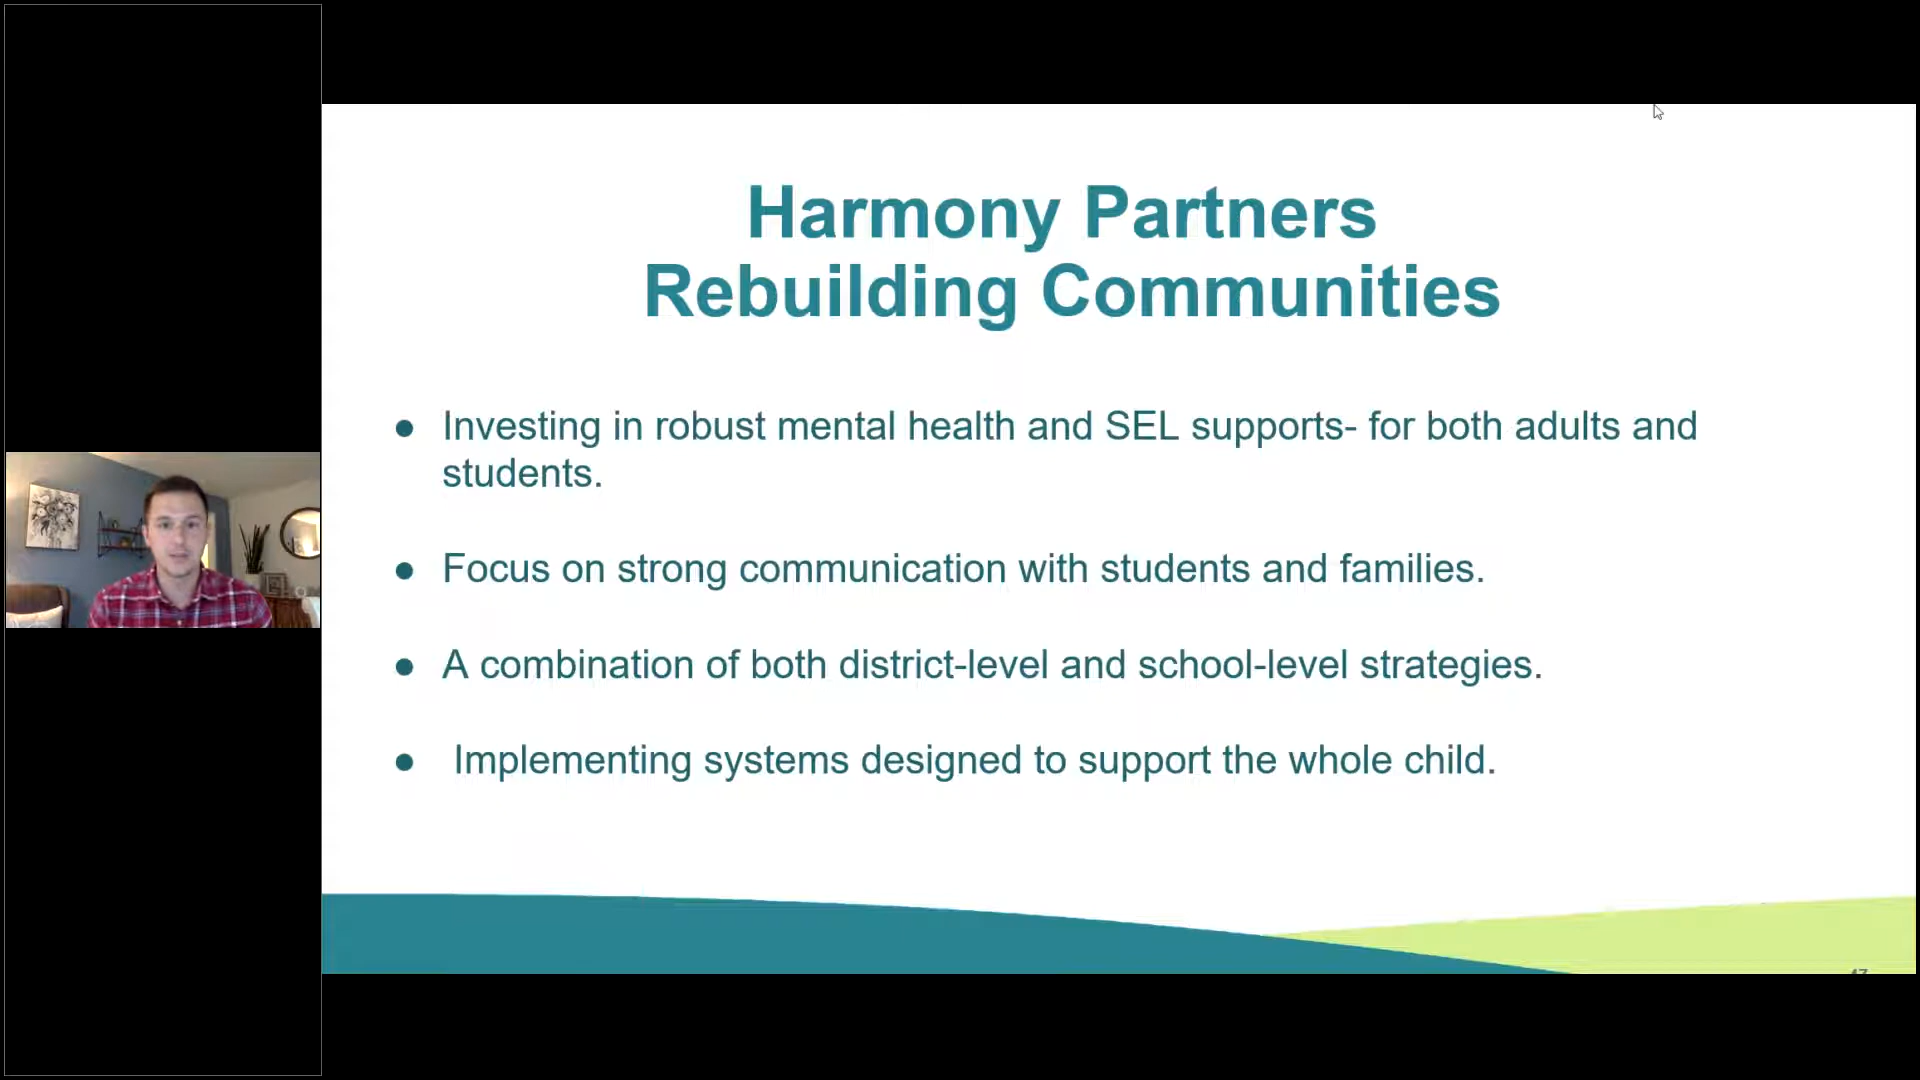 Harmony Partners
Rebuilding Communities
● Investing in robust mental health and SEL supports- for both adults and
students.
● Focus on strong communication with students and families.
● A combination of both district-level and school-level strategies.
● Implementing systems designed to support the whole child.